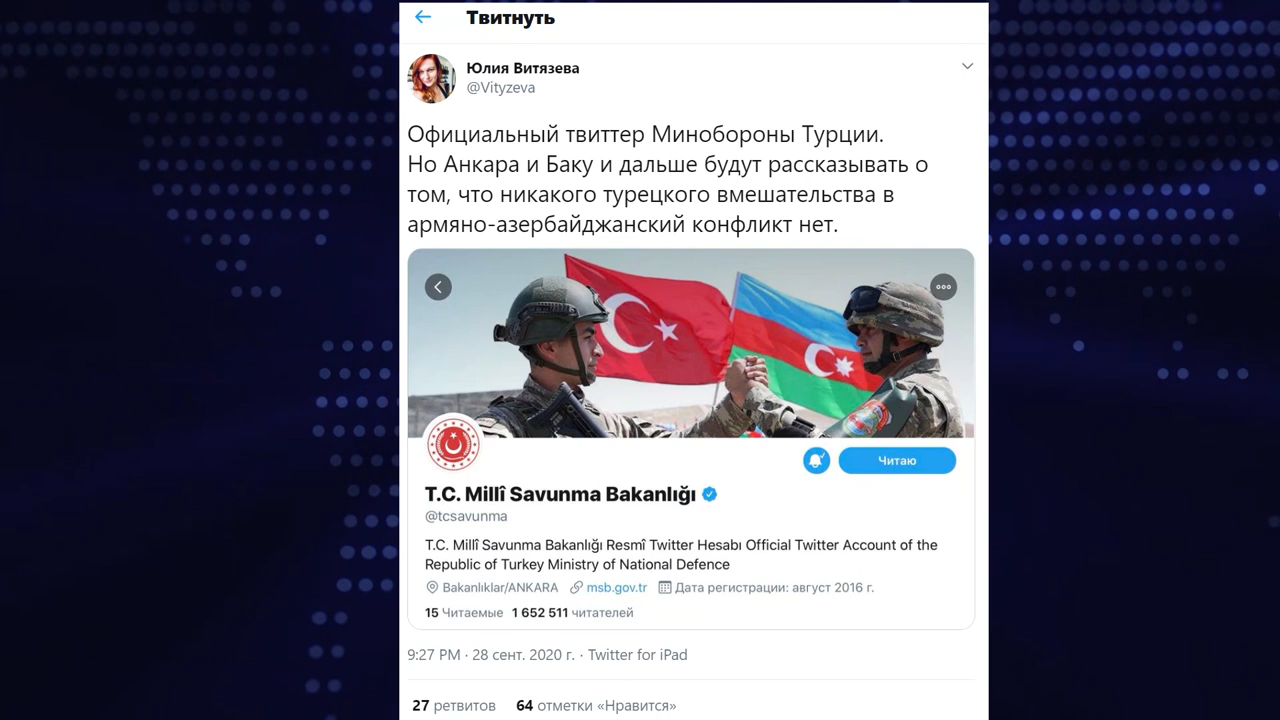 Твитнуть
Юлия Витязева
@Vityzeva
Официальный твиттер Минобороны Турции.
Но Анкара и Баку и дальше будут рассказывать о
том, что никакого турецкого вмешательства в
армяно-азербайджанский конфликт нет.
Читаю
T.C. Millî Savunma Bakanlığı
@tcsavunma
T.C. Millî Savunma Bakanlığı Resmî Twitter Hesabı Official Twitter Account of the
Republic of Turkey Ministry of National Defence
Bakanlıklar/ANKARA msb.gov.tr Дата регистрации: август 2016 г.
15 Читаемые 1 652 511 читателей
9:27 PM · 28 сент. 2020 г. · Twitter for iPad
27 ретвитов 64 отметки «Нравится»